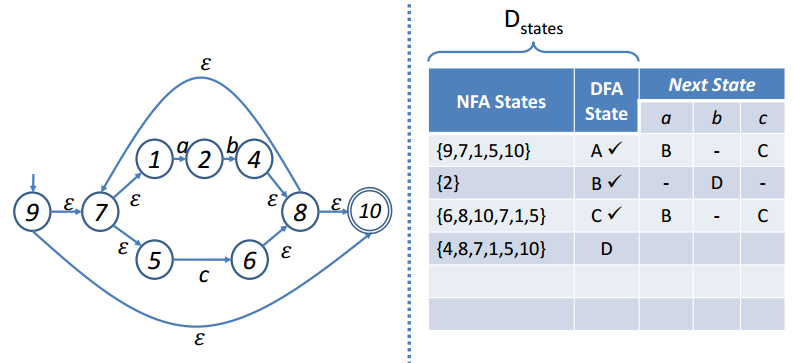 D states
NFA States DFA State Next State
a b c
{9,7,1,5,10} A ✓ B - C
{2} B ✓ - D -
{6,8,10,7,1,5} C ✓ B - C
{4,8,7,1,5,10} D
ε
a b
1 2 4
ε ε ε ε
9 7 8 10
ε ε
5 6
c
ε